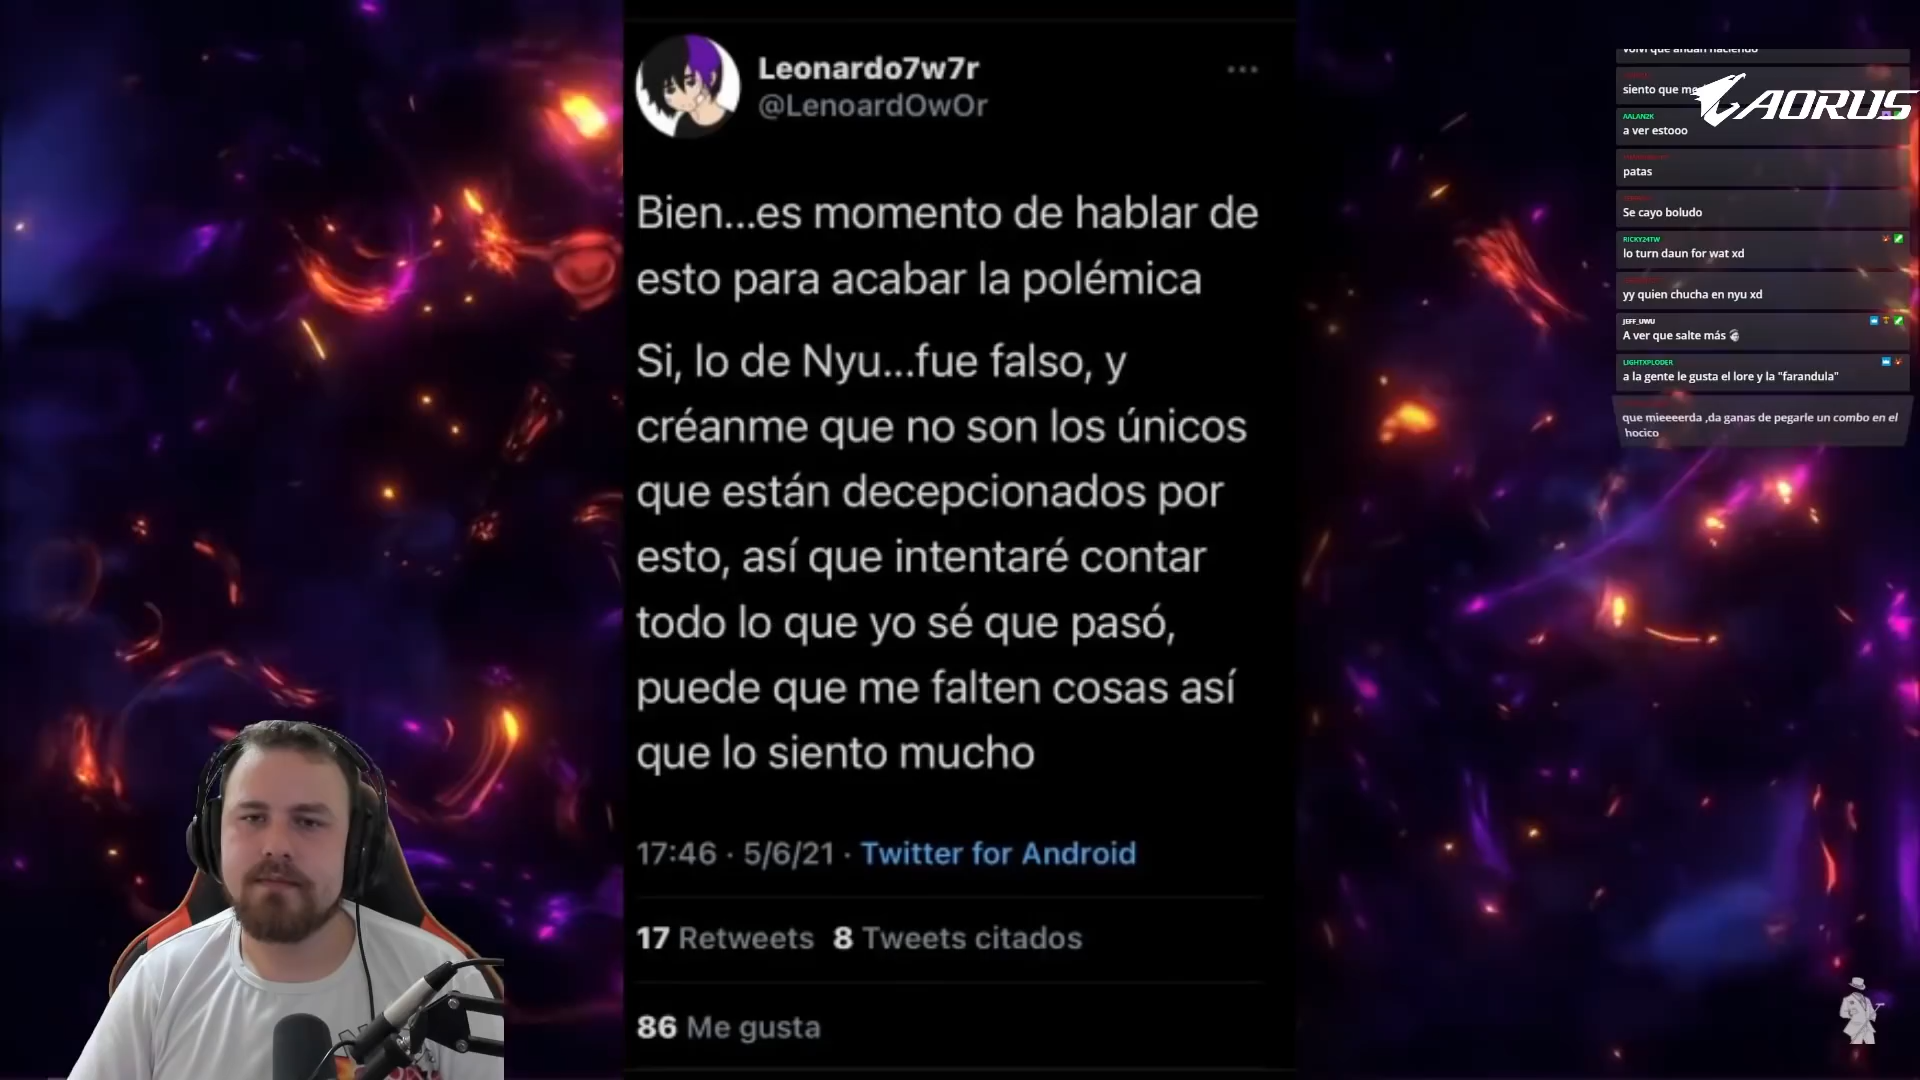 Leonardo7w7r
@LenoardOwOr
Bien...es momento de hablar de
esto para acabar la polémica
Si, lo de Nyu...fue falso, y
créanme que no son los únicos
que están decepcionados por
esto, así que intentaré contar
todo lo que yo sé que pasó,
puede que me falten cosas así
que lo siento mucho
17:46 · 5/6/21 · Twitter for Android
17 Retweets 8 Tweets citados
86 Me gusta
volvi que andan haciendo
siento que me
AORUS
AALAN2K
a ver estooo
patas
Se cayo boludo
RICKY24TW
lo turn daun for wat xd
yy quien chucha en nyu xd
JEFF_UWU
A ver que salte más
LIGHTXPLODER
a la gente le gusta el lore y la "farandula"
que mieeeerda ,da ganas de pegarle un combo en el
hocico